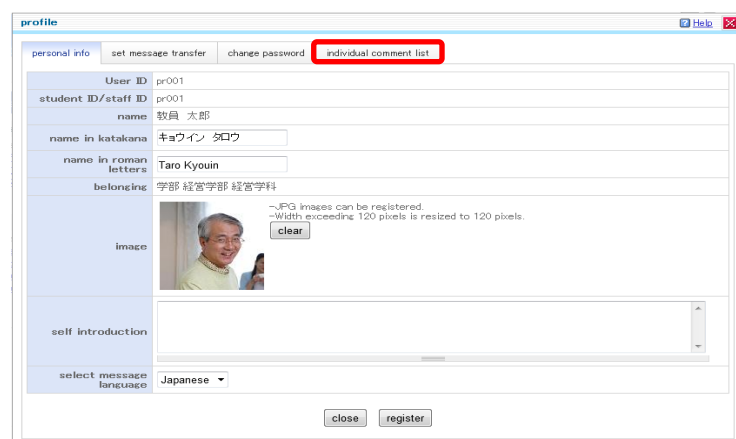 profile
Help
personal info set message transfer change password individual comment list
User ID pr001
student ID/staff ID pr001
name 教員 太郎
name in katakana キョウイン タロウ
name in roman letters Taro Kyouin
belonging 学部 経営学部 経営学科
image
-JPG images can be registered.
-Width exceeding 120 pixels is resized to 120 pixels.
clear
self introduction
select message language Japanese
close register